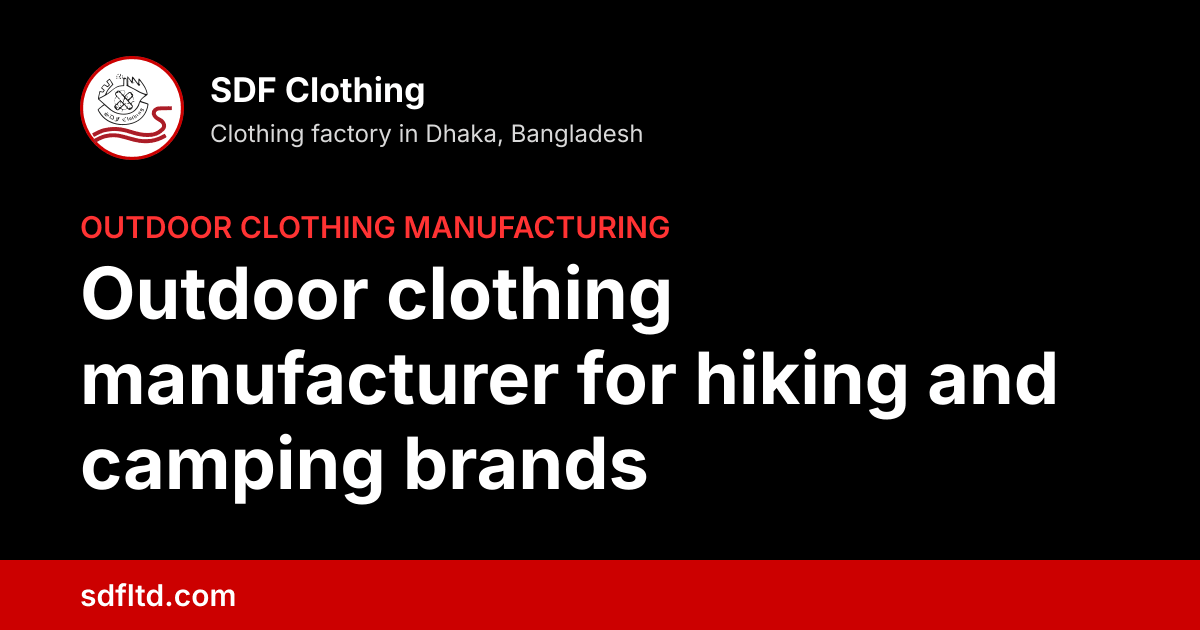 SDF Clothing
Clothing factory in Dhaka, Bangladesh
OUTDOOR CLOTHING MANUFACTURING
Outdoor clothing
manufacturer for hiking and
camping brands
sdfltd.com